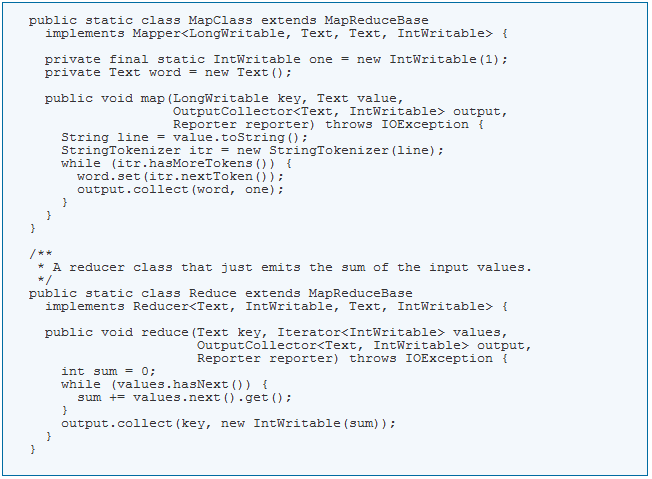 public static class MapClass extends MapReduceBase
  implements Mapper<LongWritable, Text, Text, IntWritable> {

  private final static IntWritable one = new IntWritable(1);
  private Text word = new Text();

  public void map(LongWritable key, Text value,
                  OutputCollector<Text, IntWritable> output,
                  Reporter reporter) throws IOException {
    String line = value.toString();
    StringTokenizer itr = new StringTokenizer(line);
    while (itr.hasMoreTokens()) {
      word.set(itr.nextToken());
      output.collect(word, one);
    }
  }
}

/**
 * A reducer class that just emits the sum of the input values.
 */
public static class Reduce extends MapReduceBase
  implements Reducer<Text, IntWritable, Text, IntWritable> {

  public void reduce(Text key, Iterator<IntWritable> values,
                     OutputCollector<Text, IntWritable> output,
                     Reporter reporter) throws IOException {
    int sum = 0;
    while (values.hasNext()) {
      sum += values.next().get();
    }
    output.collect(key, new IntWritable(sum));
  }
}